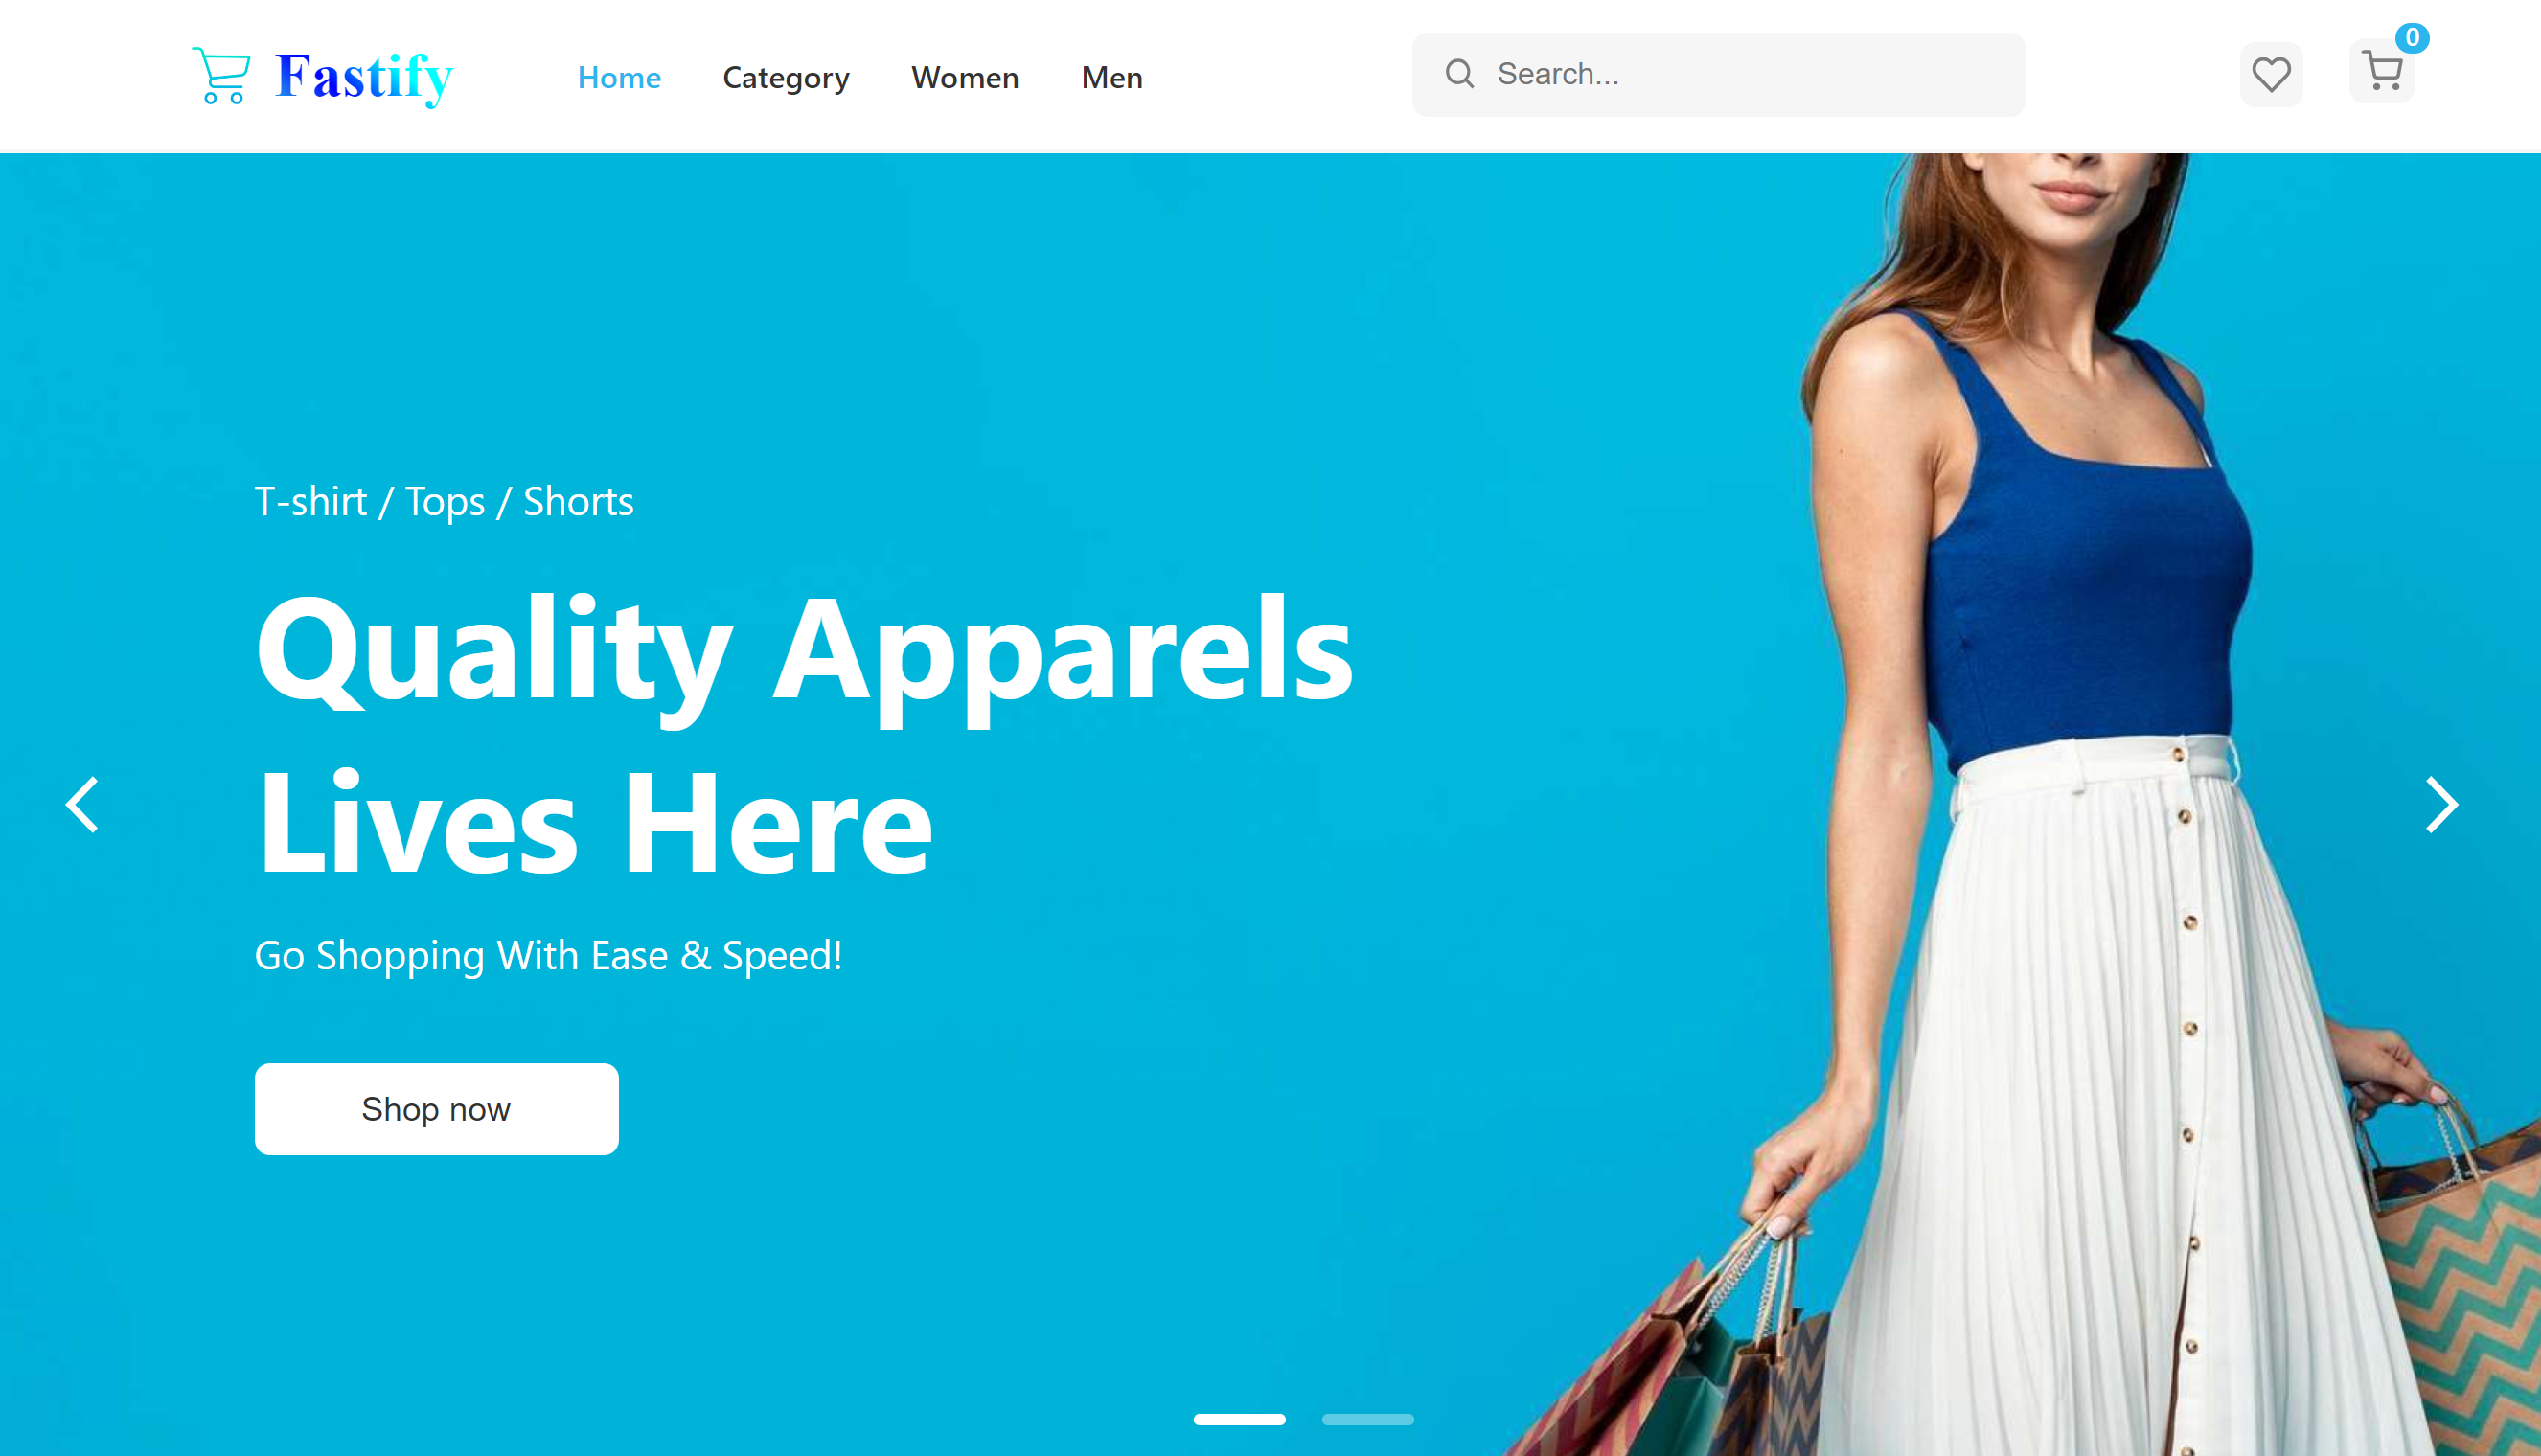 Fastify
Home Category Women Men
Search...
0
T-shirt / Tops / Shorts
Quality Apparels
Lives Here
Go Shopping With Ease & Speed!
Shop now